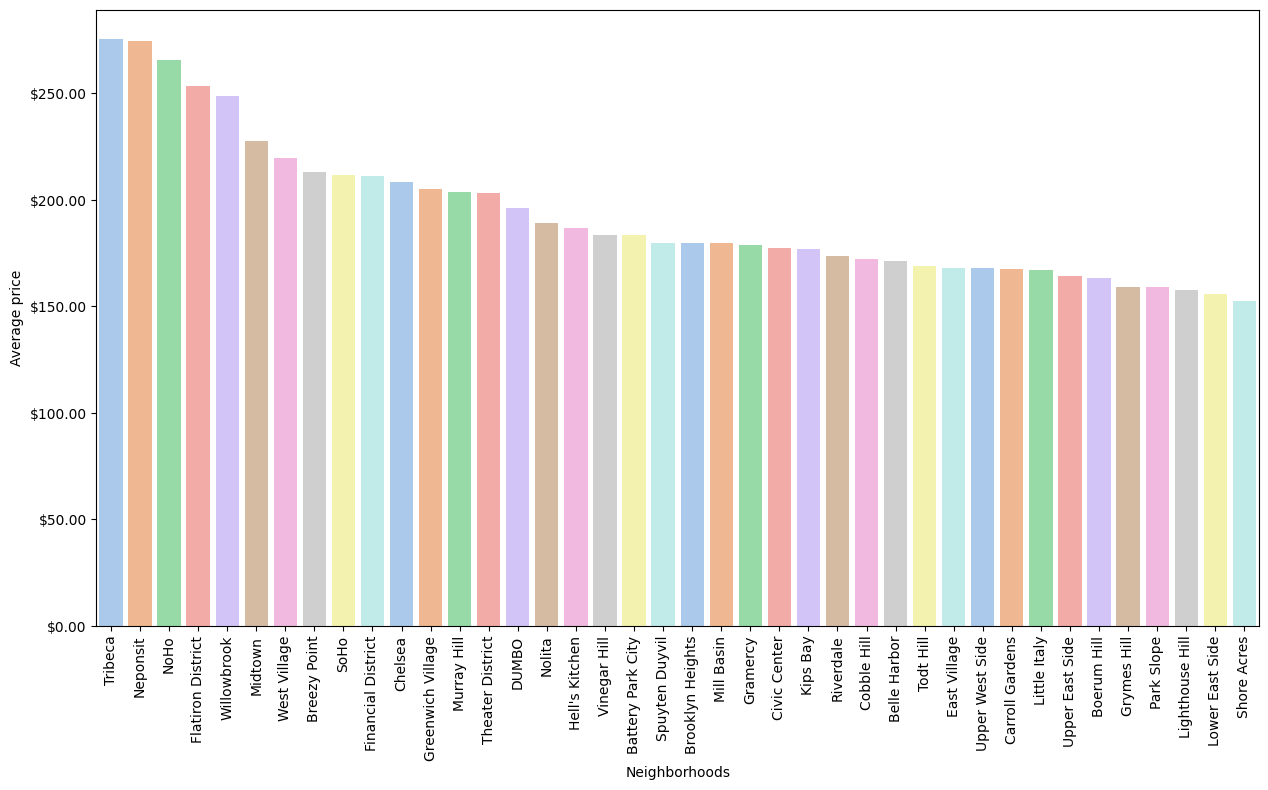 $250.00
$200.00
$150.00
$100.00
$50.00
$0.00
Average price
Tribeca
Neponsit
NoHo
Flatiron District
Willowbrook
Midtown
West Village
Breezy Point
SoHo
Financial District
Chelsea
Greenwich Village
Murray Hill
Theater District
DUMBO
Nolita
Hell's Kitchen
Vinegar Hill
Battery Park City
Spuyten Duyvil
Brooklyn Heights
Mill Basin
Gramercy
Civic Center
Kips Bay
Riverdale
Cobble Hill
Belle Harbor
Todt Hill
East Village
Upper West Side
Carroll Gardens
Little Italy
Upper East Side
Boerum Hill
Grymes Hill
Park Slope
Lighthouse Hill
Lower East Side
Shore Acres
Neighborhoods